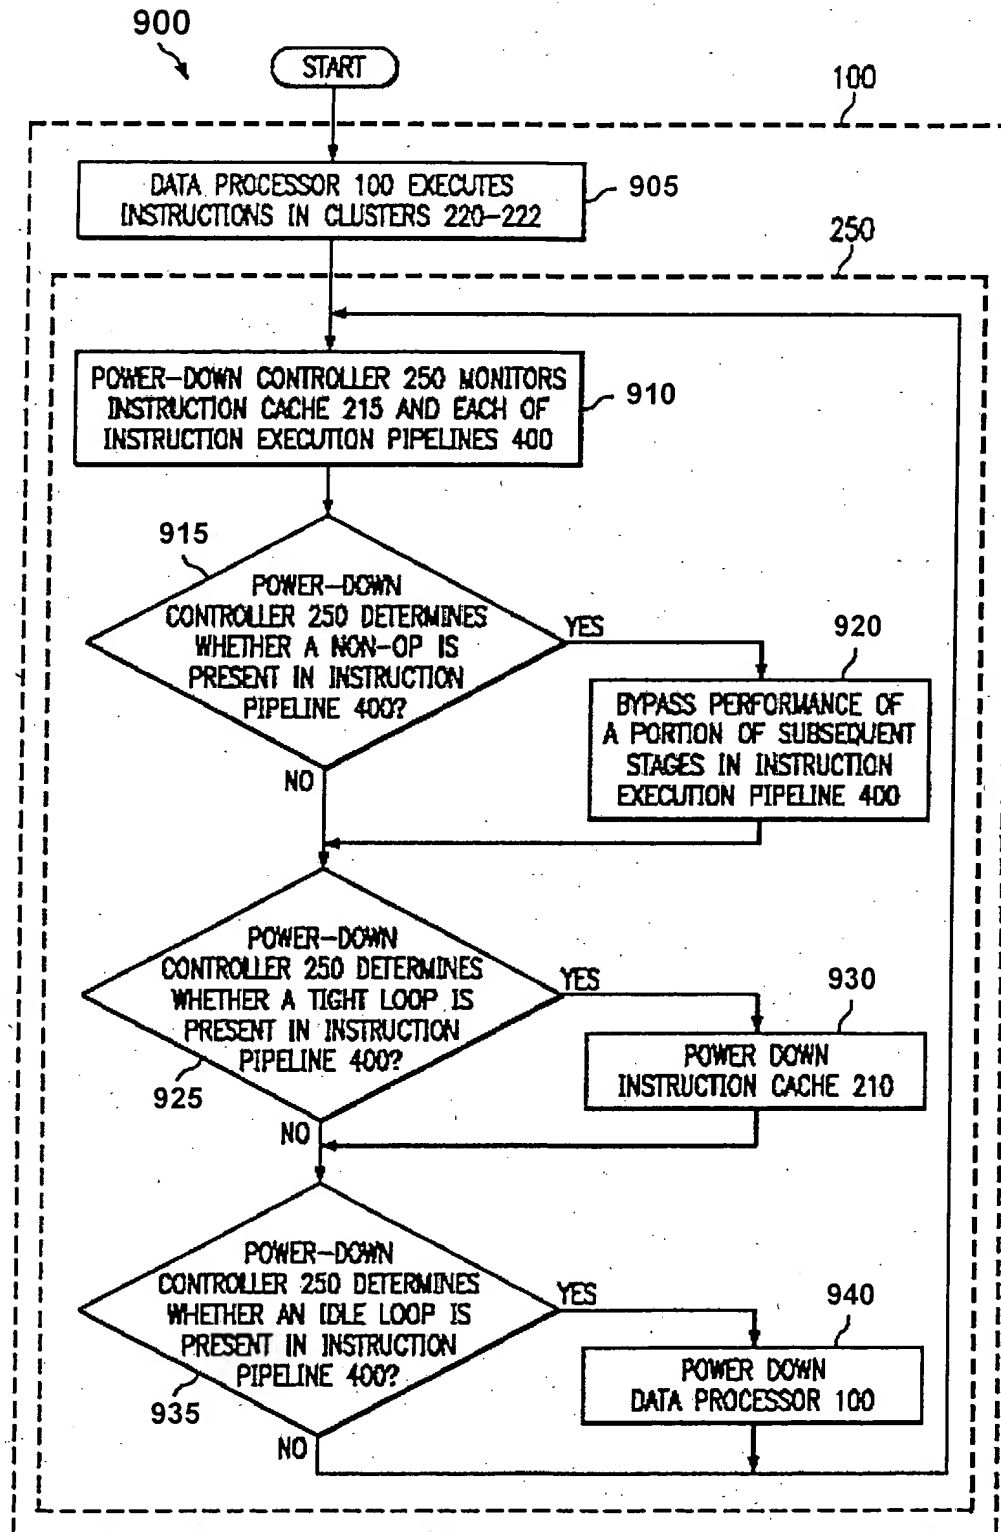 900
START
100
DATA PROCESSOR 100 EXECUTES
INSTRUCTIONS IN CLUSTERS 220-222
905
250
POWER-DOWN CONTROLLER 250 MONITORS
INSTRUCTION CACHE 215 AND EACH OF
INSTRUCTION EXECUTION PIPELINES 400
910
915
POWER-DOWN
CONTROLLER 250 DETERMINES
WHETHER A NON-OP IS
PRESENT IN INSTRUCTION
PIPELINE 400?
YES
920
BYPASS PERFORMANCE OF
A PORTION OF SUBSEQUENT
STAGES IN INSTRUCTION
EXECUTION PIPELINE 400
NO
POWER-DOWN
CONTROLLER 250 DETERMINES
WHETHER A TIGHT LOOP IS
PRESENT IN INSTRUCTION
PIPELINE 400?
925
YES
930
POWER DOWN
INSTRUCTION CACHE 210
NO
POWER-DOWN
CONTROLLER 250 DETERMINES
WHETHER AN IDLE LOOP IS
PRESENT IN INSTRUCTION
PIPELINE 400?
935
YES
940
POWER DOWN
DATA PROCESSOR 100
NO